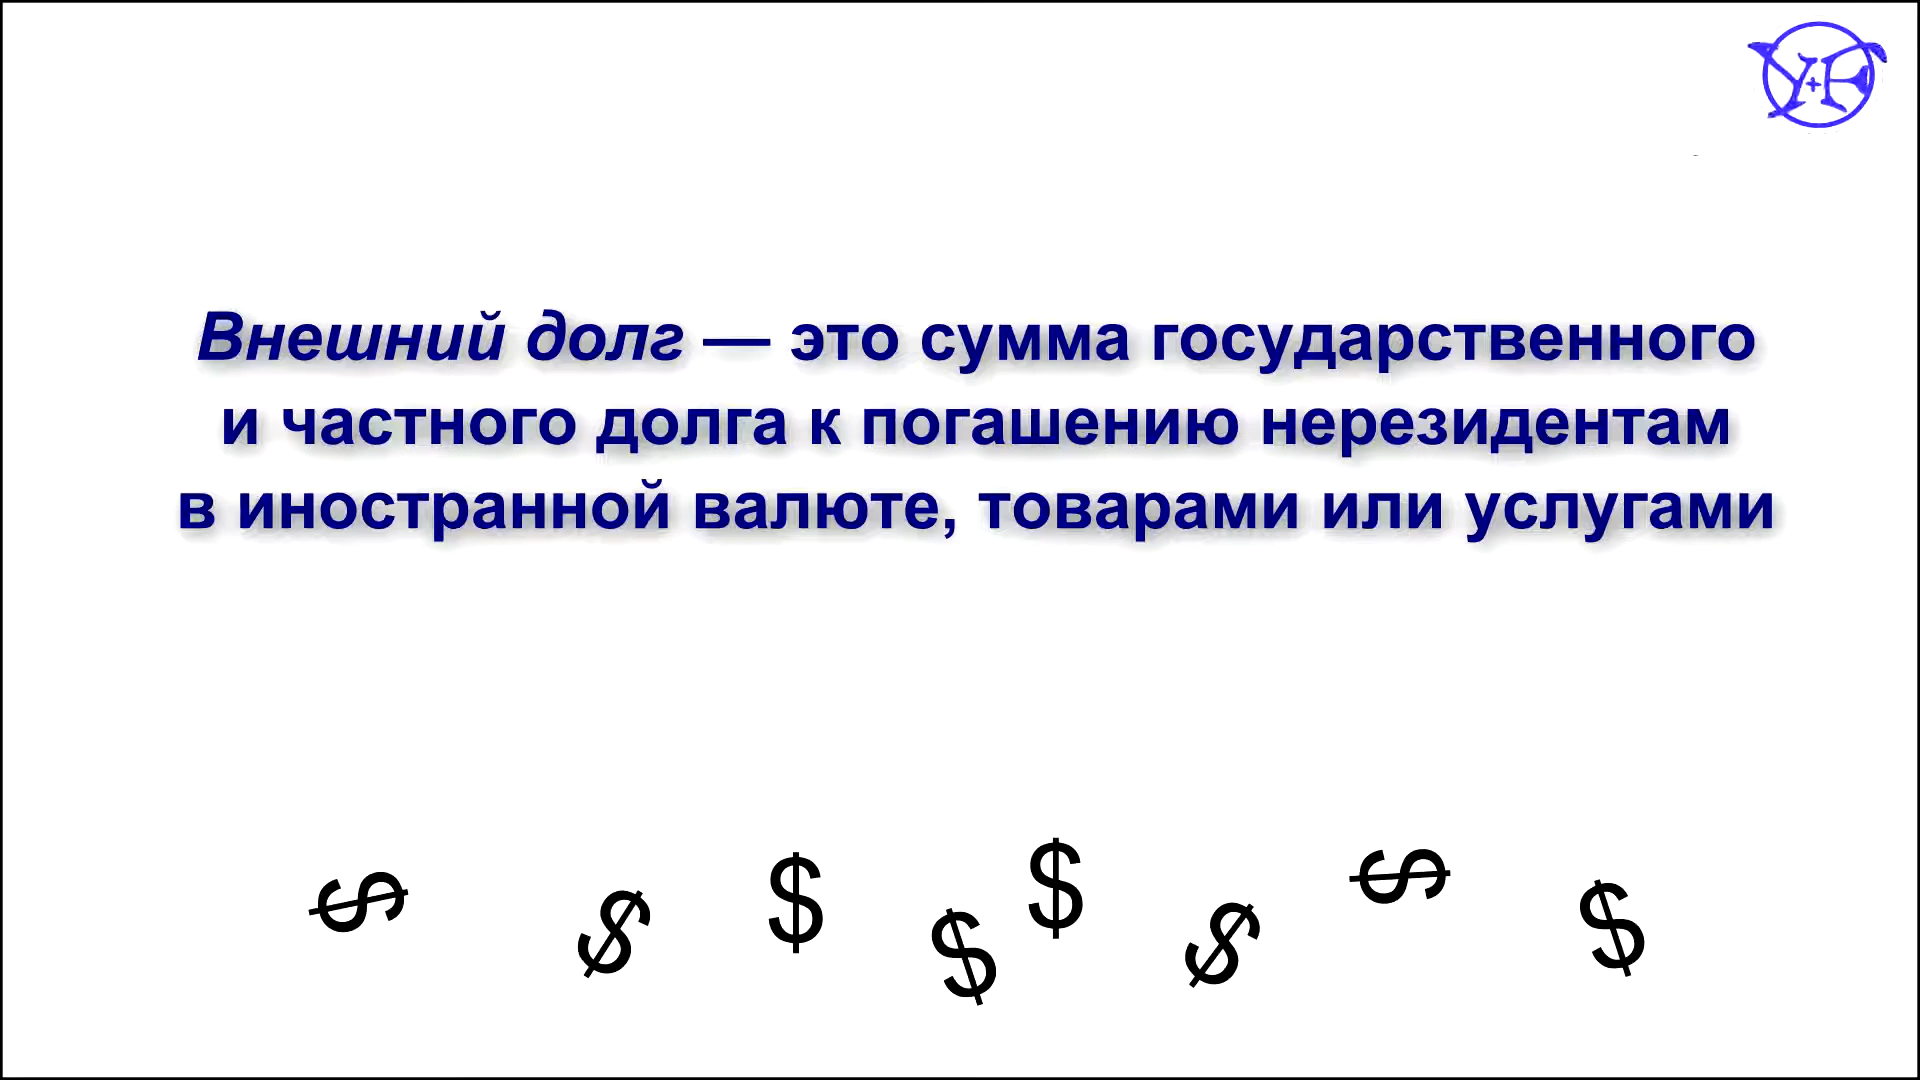 Y+F
Внешний долг — это сумма государственного
и частного долга к погашению нерезидентам
в иностранной валюте, товарами или услугами
$ $ $ $ $ $ $ $